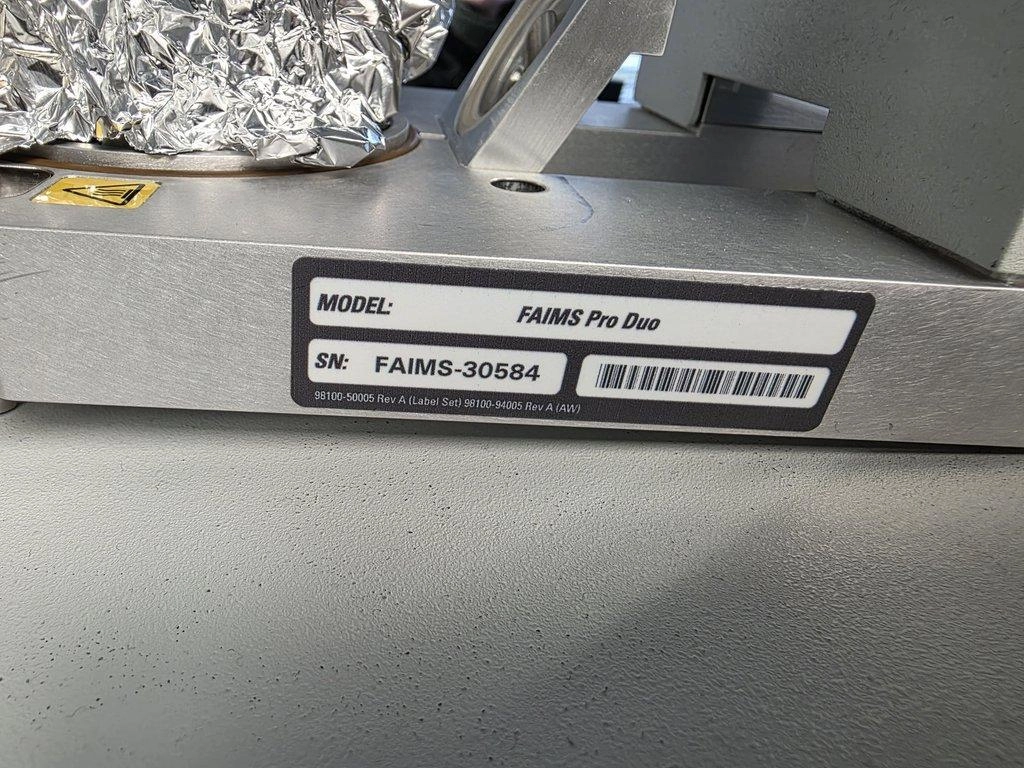 MODEL: FAIMS Pro Duo
SN: FAIMS-30584
98100-50005 Rev A (Label Set) 98100-94005 Rev A (AW)